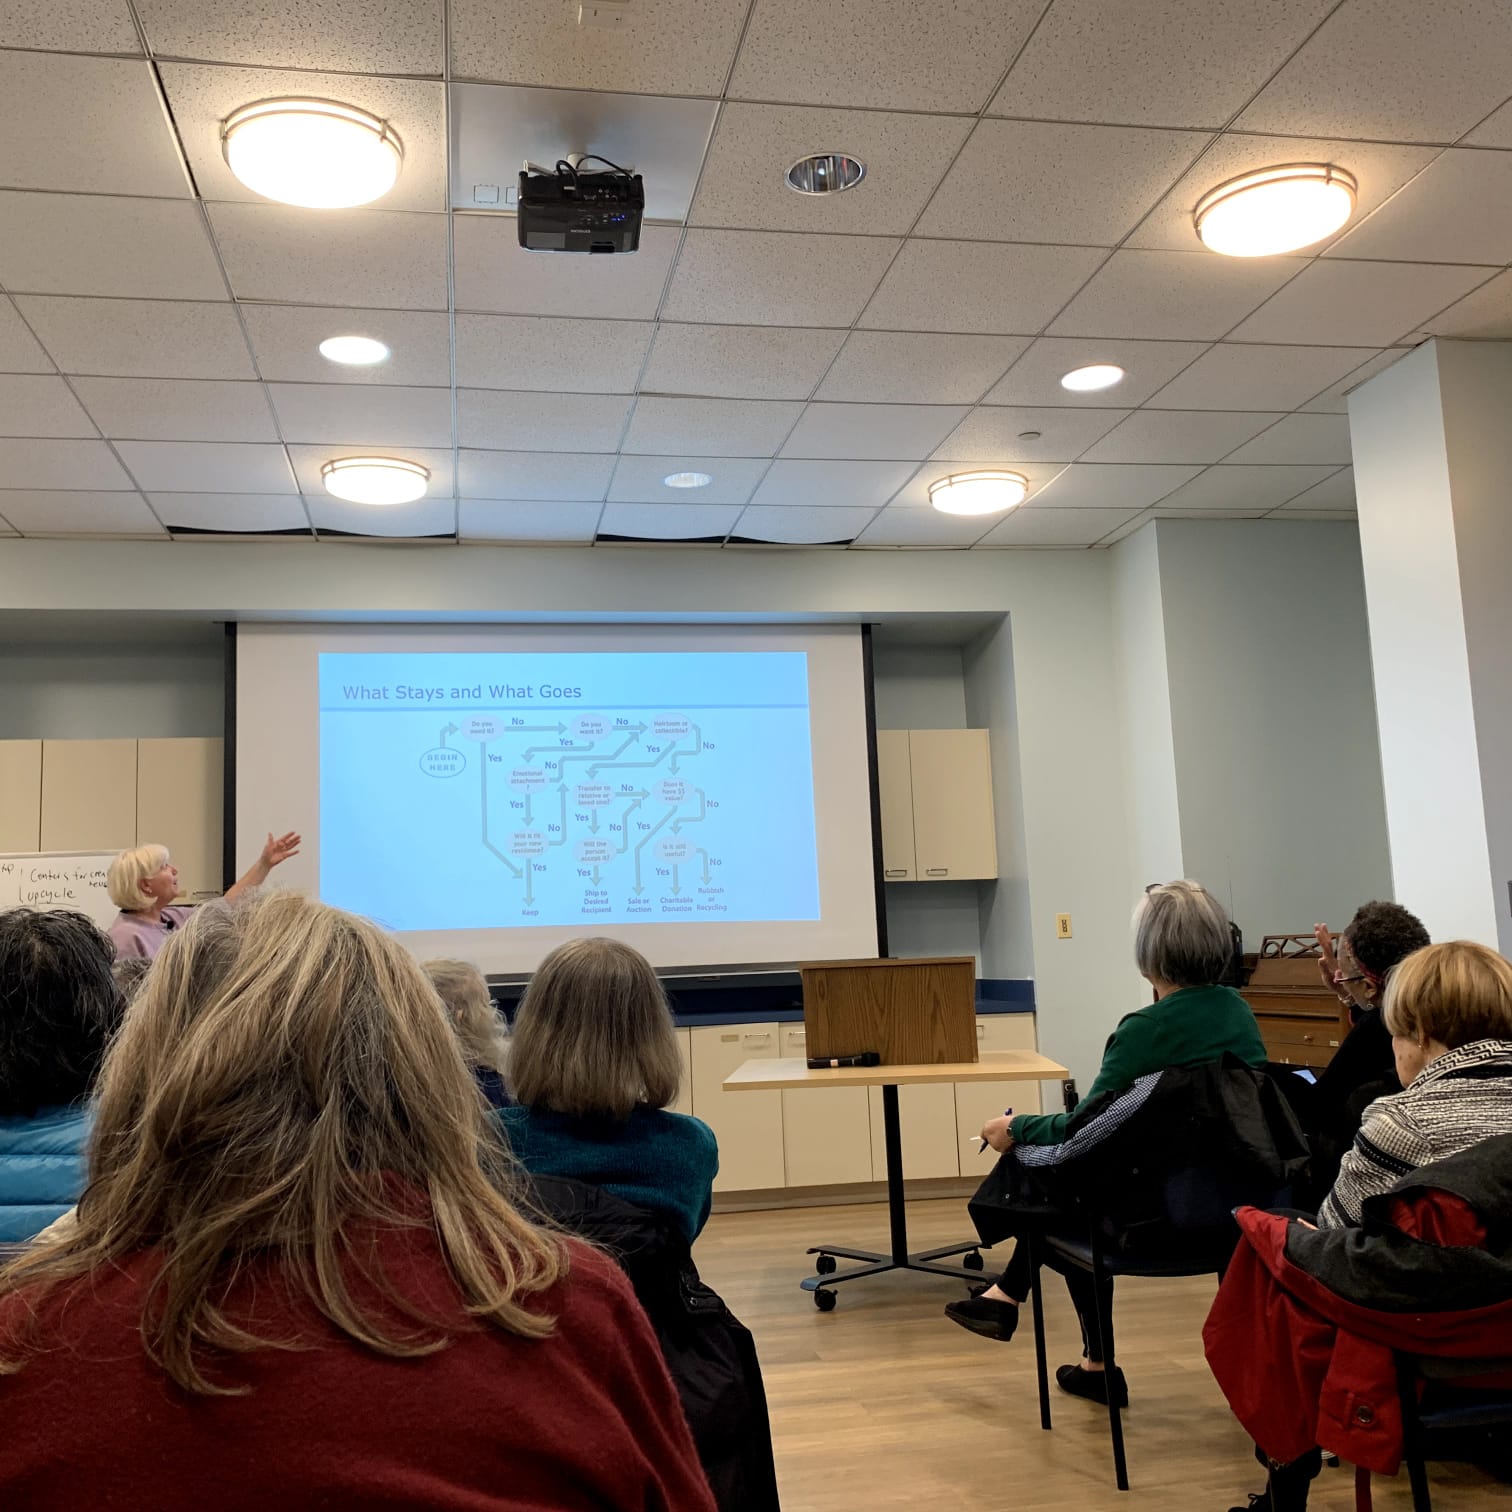 What Stays and What Goes
Do you
need it?
No
Do you
want it?
No
Heirloom or
collectible?
BEGIN
HERE
Yes
Yes
Yes
No
Emotional
attachment
?
No
Transfer to
relative or
loved one?
No
Does it
have $$
value?
Yes
Yes
No
No
Will it fit
your new
residence?
No
Will the
person
accept it?
Yes
Is it still
useful?
Yes
Yes
Yes
No
Keep
Ship to
Desired
Recipient
Sale or
Auction
Charitable
Donation
Rubbish
or
Recycling
Centers for
upcycle